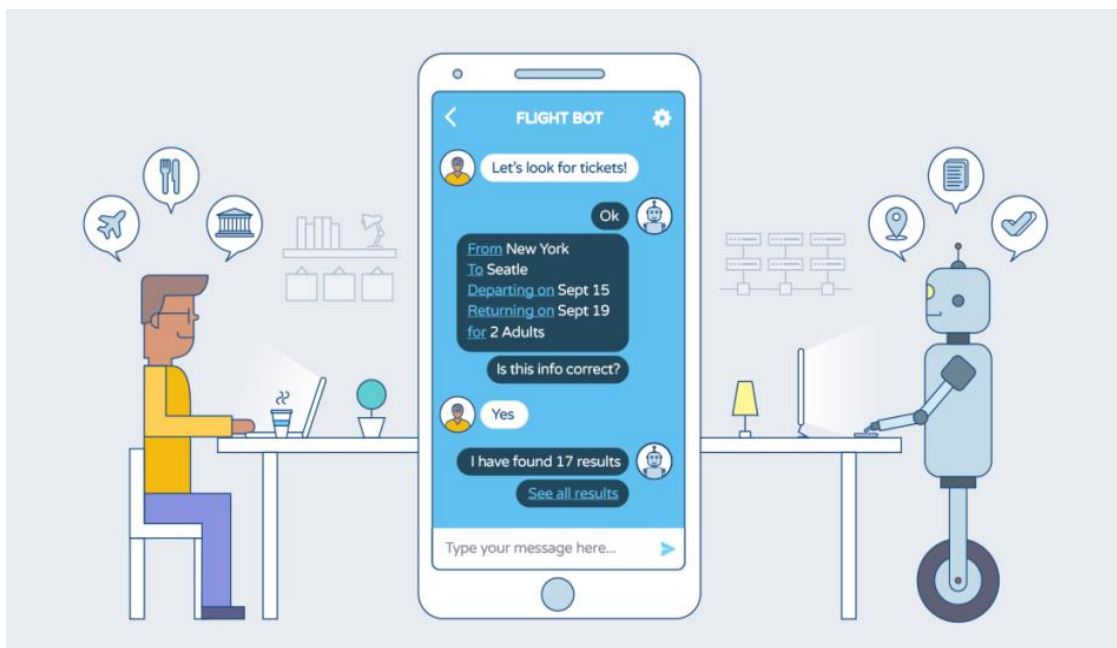 FLIGHT BOT
Let's look for tickets!
Ok
From New York
To Seatle
Departing on Sept 15
Returning on Sept 19
for 2 Adults
Is this info correct?
Yes
I have found 17 results
See all results
Type your message here...